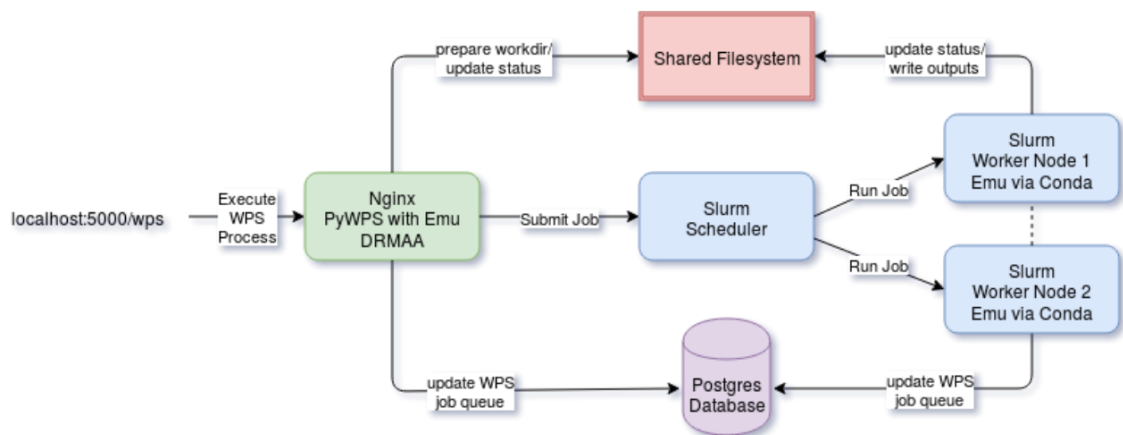 prepare workdir/
update status
Shared Filesystem
update status/
write outputs
Slurm
Worker Node 1
Emu via Conda
localhost:5000/wps
Execute
WPS
Process
Nginx
PyWPS with Emu
DRMAA
Submit Job
Slurm
Scheduler
Run Job
Run Job
Slurm
Worker Node 2
Emu via Conda
update WPS
job queue
Postgres
Database
update WPS
job queue